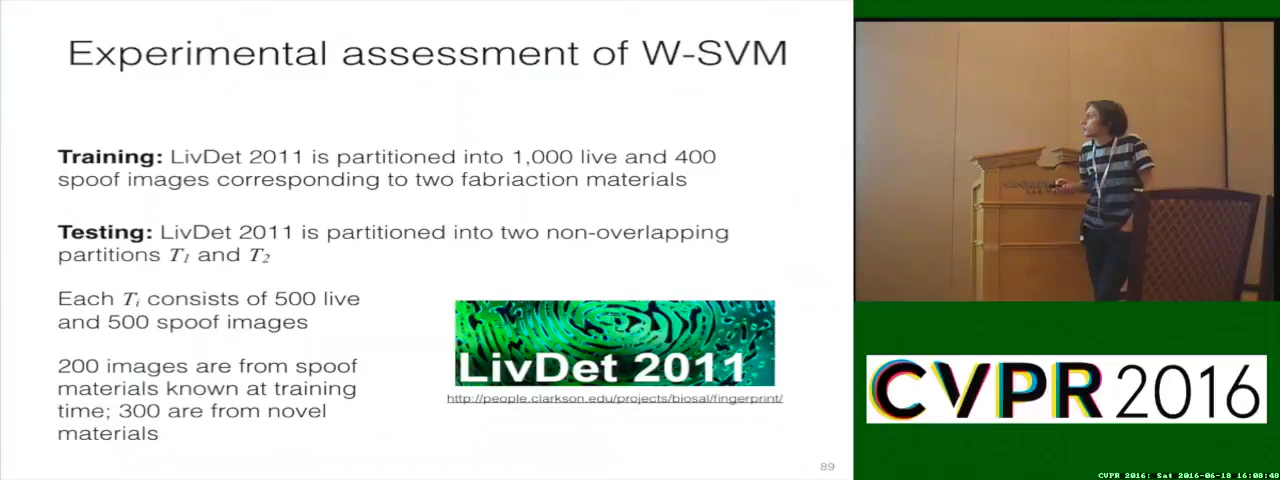 Experimental assessment of W-SVM
Training: LivDet 2011 is partitioned into 1,000 live and 400
spoof images corresponding to two fabriaction materials
Testing: LivDet 2011 is partitioned into two non-overlapping
partitions T1 and T2
Each Ti consists of 500 live
and 500 spoof images
200 images are from spoof
materials known at training
time; 300 are from novel
materials
LivDet 2011
http://people.clarkson.edu/projects/biosal/fingerprint/
89
CVPR 2016
CVPR 2016: Sat 2016-06-18 16:08:48